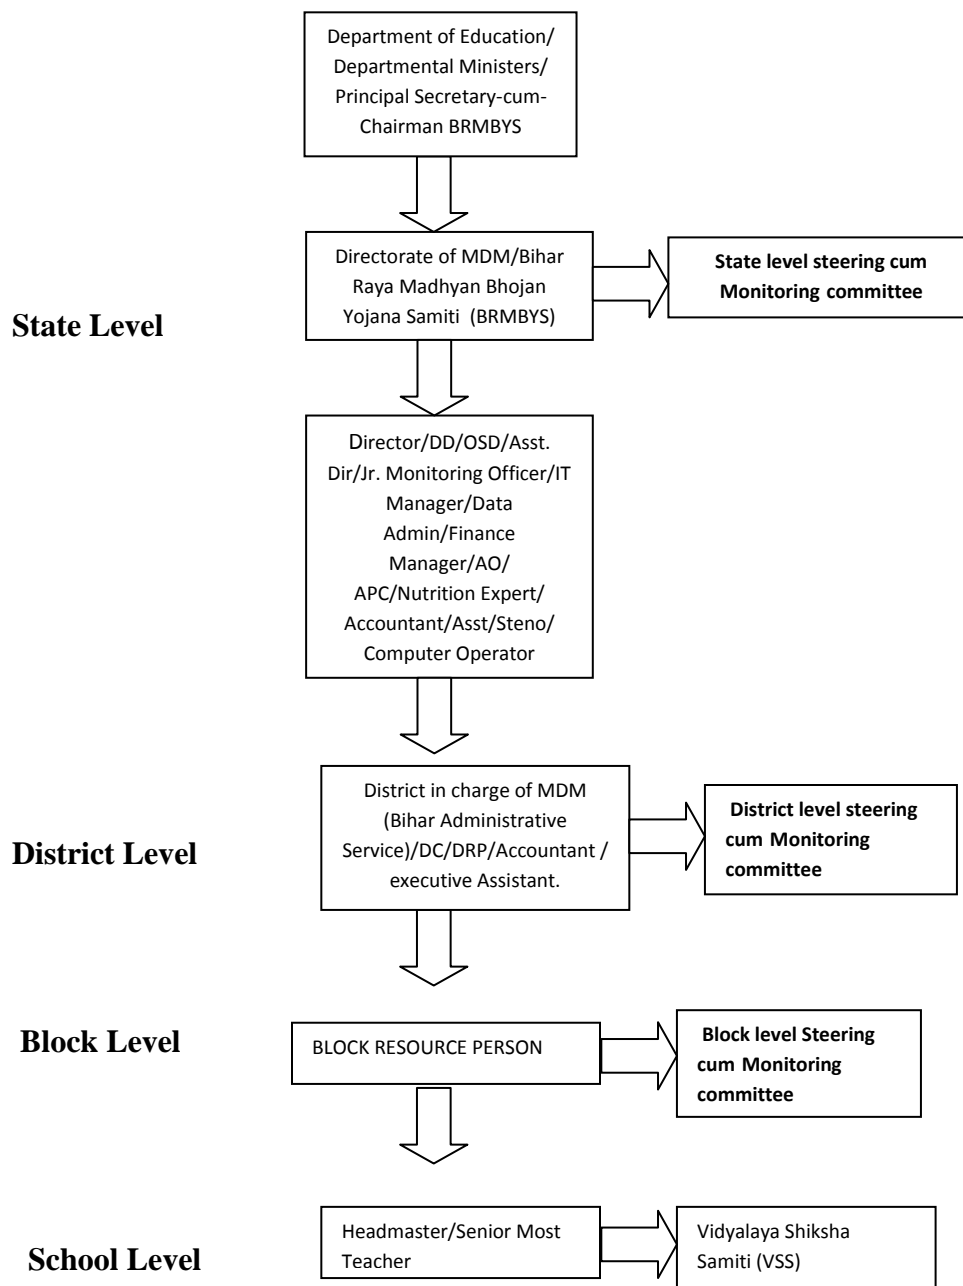 Department of Education/
Departmental Ministers/
Principal Secretary-cum-
Chairman BRMBYS
Directorate of MDM/Bihar
Raya Madhyan Bhojan
Yojana Samiti (BRMBYS)
State level steering cum
Monitoring committee
State Level
Director/DD/OSD/Asst.
Dir/Jr. Monitoring Officer/IT
Manager/Data
Admin/Finance
Manager/AO/
APC/Nutrition Expert/
Accountant/Asst/Steno/
Computer Operator
District Level
District in charge of MDM
(Bihar Administrative
Service)/DC/DRP/Accountant /
executive Assistant.
District level steering
cum Monitoring
committee
Block Level
BLOCK RESOURCE PERSON
Block level Steering
cum Monitoring
committee
School Level
Headmaster/Senior Most
Teacher
Vidyalaya Shiksha
Samiti (VSS)